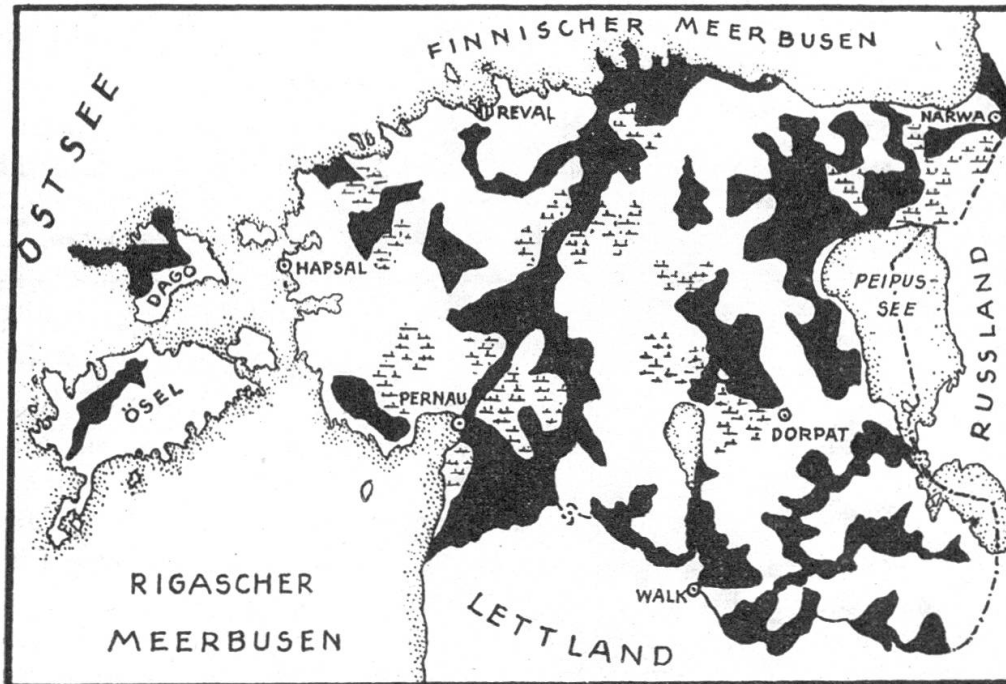 FINNISCHER MEERBUSEN
OSTSEE
REVAL
NARWA
HAPSAL
DAGO
PEIPUS-
SEE
RUSSLAND
ÖSEL
PERNAU
DORPAT
RIGASCHER
MEERBUSEN
WALK
LETTLAND